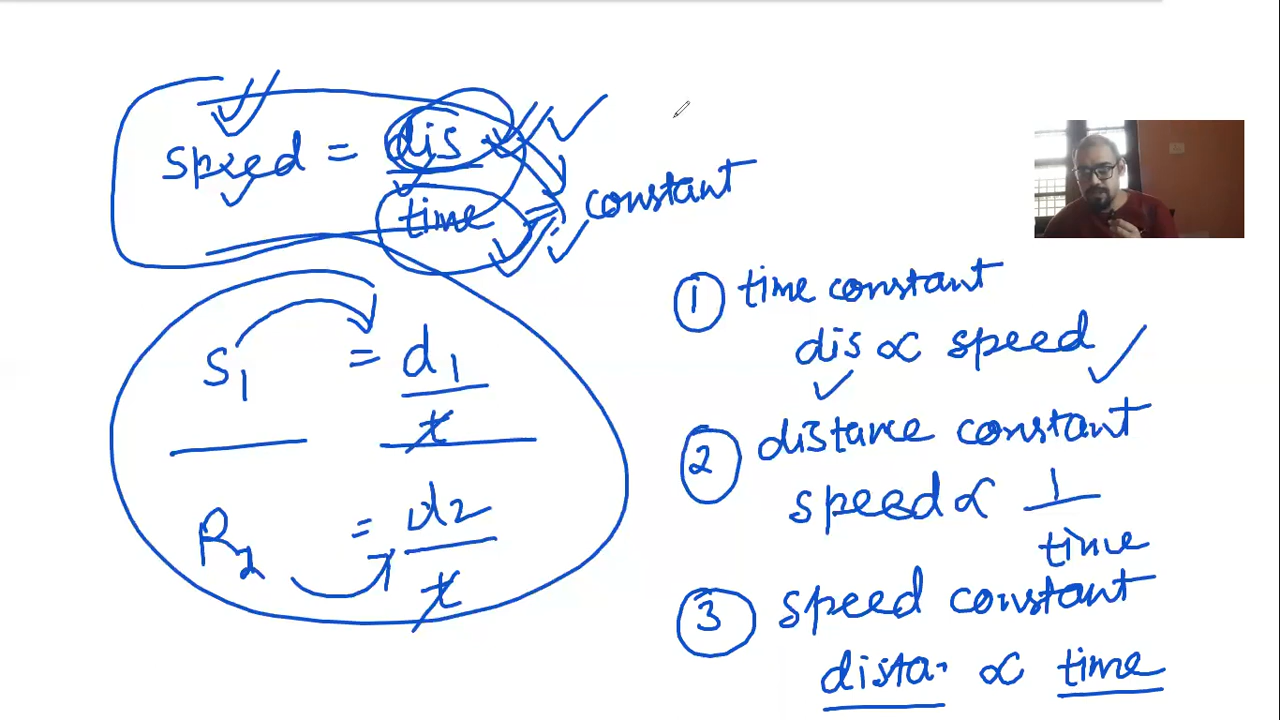 speed = dis
time
constant
S1 = d1
t
R2 = d2
t
1 time constant
dis ∝ speed
2 distance constant
speed ∝ 1
time
3 speed constant
dista. ∝ time